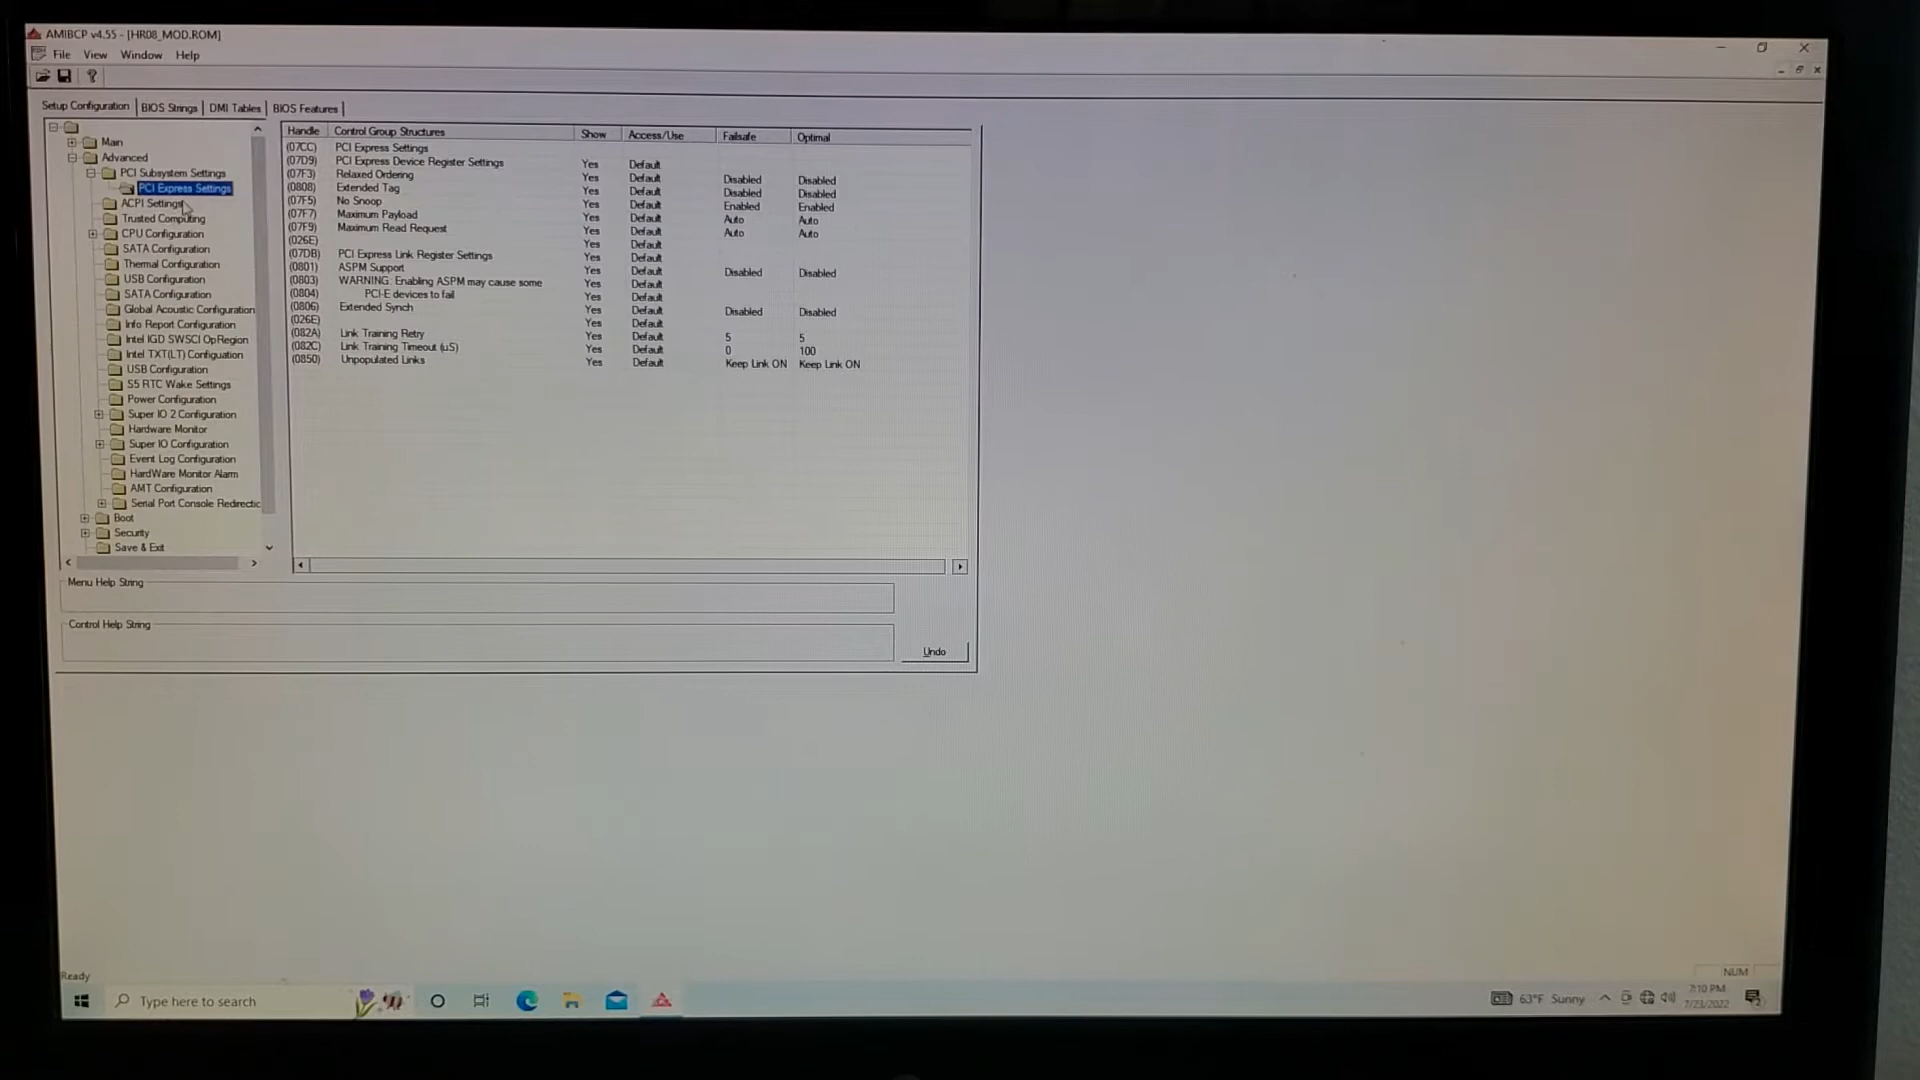 AMIBCP v4.55 - [HR08_MOD.ROM]
File View Window Help
Setup Configuration BIOS Strings DMI Tables BIOS Features
Main
Advanced
PCI Subsystem Settings
PCI Express Settings
ACPI Settings
Trusted Computing
CPU Configuration
SATA Configuration
Thermal Configuration
USB Configuration
SATA Configuration
Global Acoustic Configuration
Info Report Configuration
Intel IGD SWSCI OpRegion
Intel TXT(LT) Configuation
USB Configuration
S5 RTC Wake Settings
Power Configuration
Super IO 2 Configuration
Hardware Monitor
Super IO Configuration
Event Log Configuration
HardWare Monitor Alarm
AMT Configuration
Serial Port Console Redirectic
Boot
Security
Save & Exit
Handle Control Group Structures Show Access/Use Failsafe Optimal
(07CC) PCI Express Settings
(07D9) PCI Express Device Register Settings Yes Default
(07F3) Relaxed Ordering Yes Default Disabled Disabled
(0808) Extended Tag Yes Default Disabled Disabled
(07F5) No Snoop Yes Default Enabled Enabled
(07F7) Maximum Payload Yes Default Auto Auto
(07F9) Maximum Read Request Yes Default Auto Auto
(026E) Yes Default
(07DB) PCI Express Link Register Settings Yes Default
(0801) ASPM Support Yes Default Disabled Disabled
(0803) WARNING: Enabling ASPM may cause some Yes Default
(0804) PCI-E devices to fail Yes Default
(0806) Extended Synch Yes Default Disabled Disabled
(026E) Yes Default
(082A) Link Training Retry Yes Default 5 5
(082C) Link Training Timeout (uS) Yes Default 0 100
(0850) Unpopulated Links Yes Default Keep Link ON Keep Link ON
Menu Help String
Control Help String
Undo
Ready
NUM
Type here to search
63°F Sunny
7:10 PM
7/23/2022
2